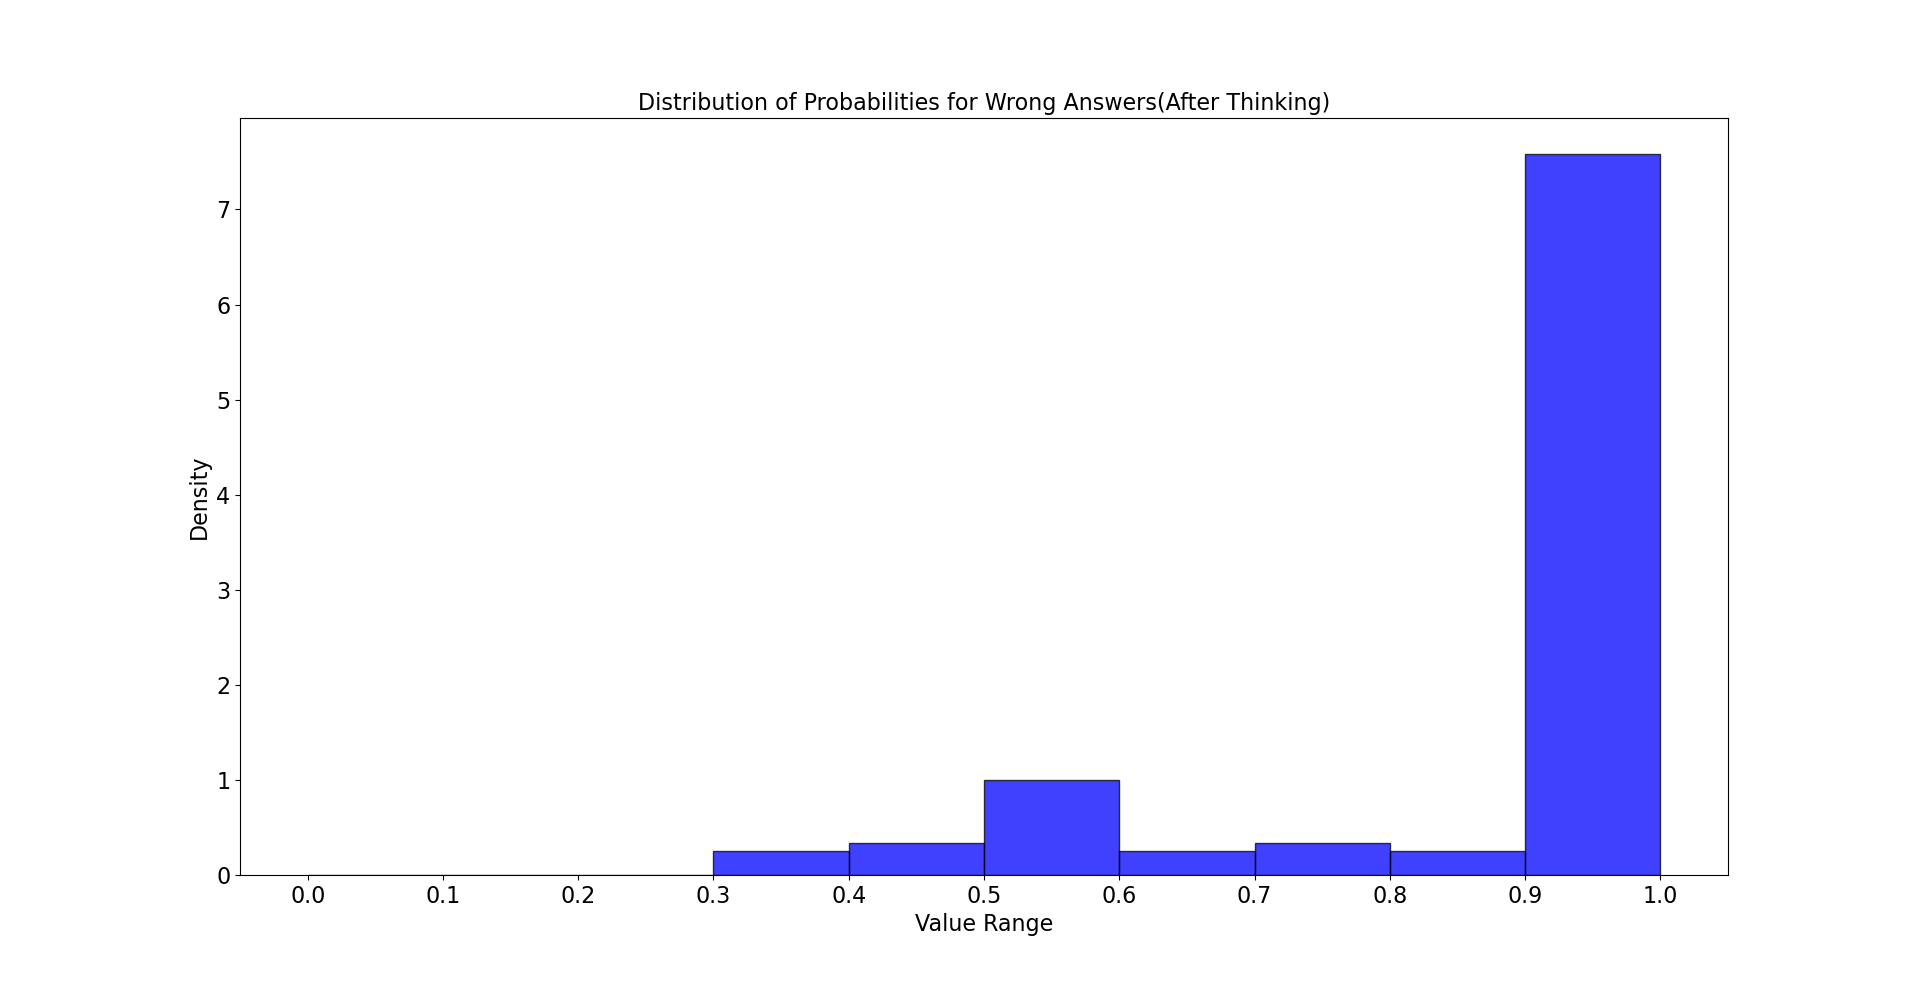 Distribution of Probabilities for Wrong Answers(After Thinking)
7
6
5
4
3
2
1
0
Density
0.0 0.1 0.2 0.3 0.4 0.5 0.6 0.7 0.8 0.9 1.0
Value Range